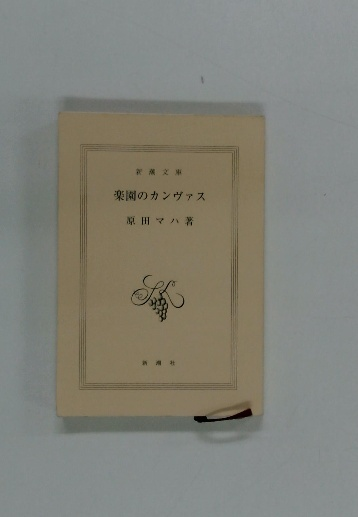 新潮文庫
楽園のカンヴァス
原田マハ著
新潮社